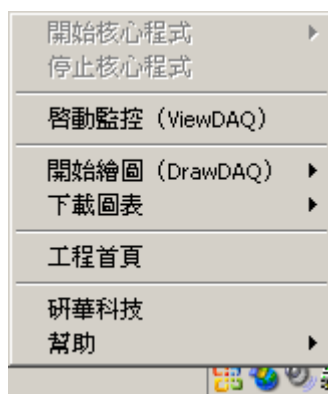 開始核心程式
停止核心程式
啓動監控（ViewDAQ）
開始繪圖（DrawDAQ）
下載圖表
工程首頁
研華科技
幫助